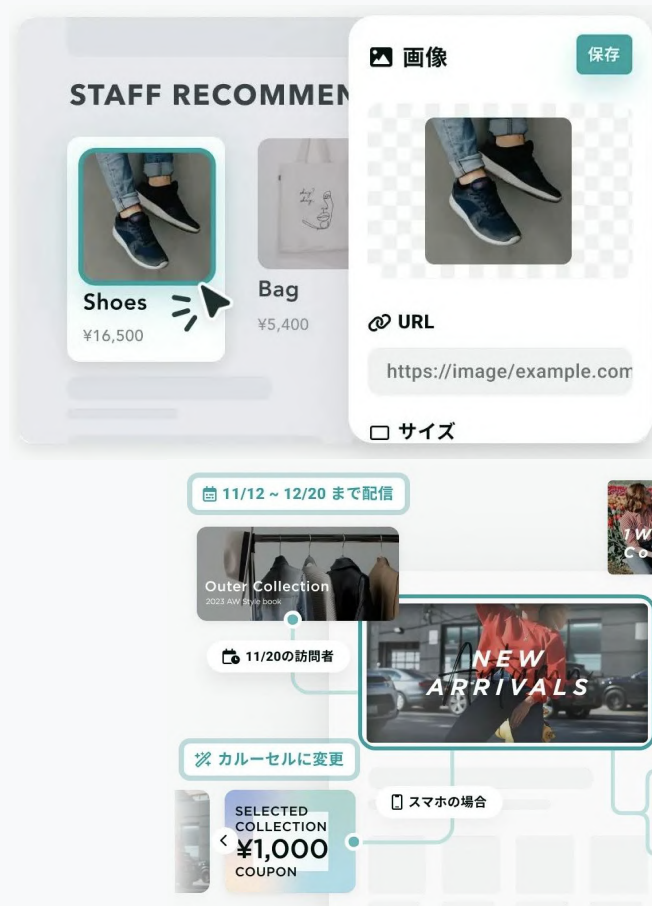 STAFF RECOMMEN
画像
保存
Shoes
¥16,500
Bag
¥5,400
URL
https://image/example.com
サイズ
11/12 ~ 12/20 まで配信
Outer Collection
2023 AW Style book
11/20の訪問者
NEW
ARRIVALS
カルーセルに変更
スマホの場合
SELECTED
COLLECTION
¥1,000
COUPON